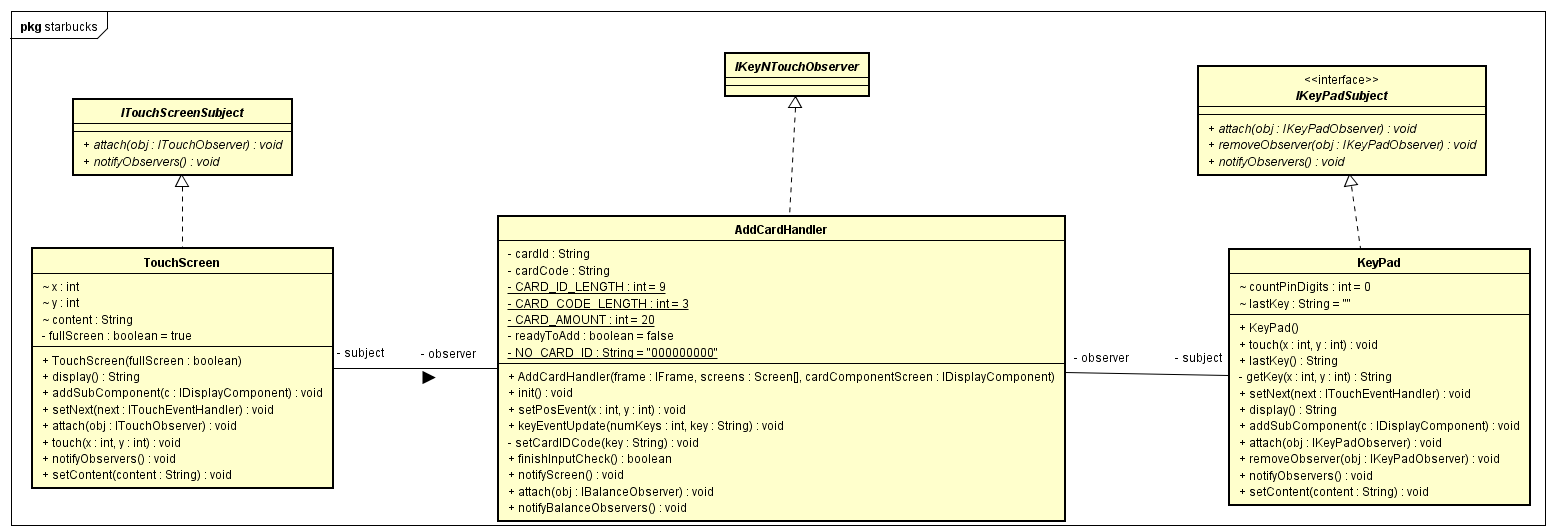 pkg starbucks
ITouchScreenSubject
+ attach(obj : ITouchObserver) : void
+ notifyObservers() : void
IKeyNTouchObserver
<<interface>>
IKeyPadSubject
+ attach(obj : IKeyPadObserver) : void
+ removeObserver(obj : IKeyPadObserver) : void
+ notifyObservers() : void
TouchScreen
~ x : int
~ y : int
~ content : String
- fullScreen : boolean = true
+ TouchScreen(fullScreen : boolean)
+ display() : String
+ addSubComponent(c : IDisplayComponent) : void
+ setNext(next : ITouchEventHandler) : void
+ attach(obj : ITouchObserver) : void
+ touch(x : int, y : int) : void
+ notifyObservers() : void
+ setContent(content : String) : void
- subject
- observer
AddCardHandler
- cardId : String
- cardCode : String
- CARD_ID_LENGTH : int = 9
- CARD_CODE_LENGTH : int = 3
- CARD_AMOUNT : int = 20
- readyToAdd : boolean = false
- NO_CARD_ID : String = "000000000"
+ AddCardHandler(frame : IFrame, screens : Screen[], cardComponentScreen : IDisplayComponent)
+ init() : void
+ setPosEvent(x : int, y : int) : void
+ keyEventUpdate(numKeys : int, key : String) : void
- setCardIDCode(key : String) : void
+ finishInputCheck() : boolean
+ notifyScreen() : void
+ attach(obj : IBalanceObserver) : void
+ notifyBalanceObservers() : void
- observer
- subject
KeyPad
~ countPinDigits : int = 0
~ lastKey : String = ""
+ KeyPad()
+ touch(x : int, y : int) : void
+ lastKey() : String
- getKey(x : int, y : int) : String
+ setNext(next : ITouchEventHandler) : void
+ display() : String
+ addSubComponent(c : IDisplayComponent) : void
+ attach(obj : IKeyPadObserver) : void
+ removeObserver(obj : IKeyPadObserver) : void
+ notifyObservers() : void
+ setContent(content : String) : void